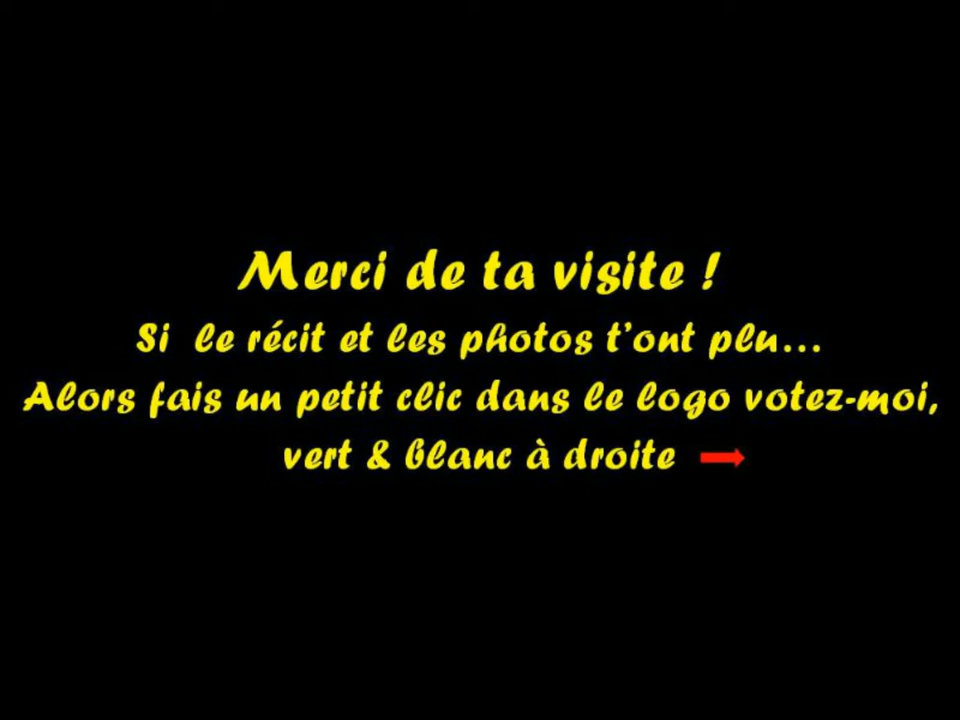 Merci de ta visite !
Si le récit et les photos t’ont plu…
Alors fais un petit clic dans le logo votez-moi,
vert & blanc à droite